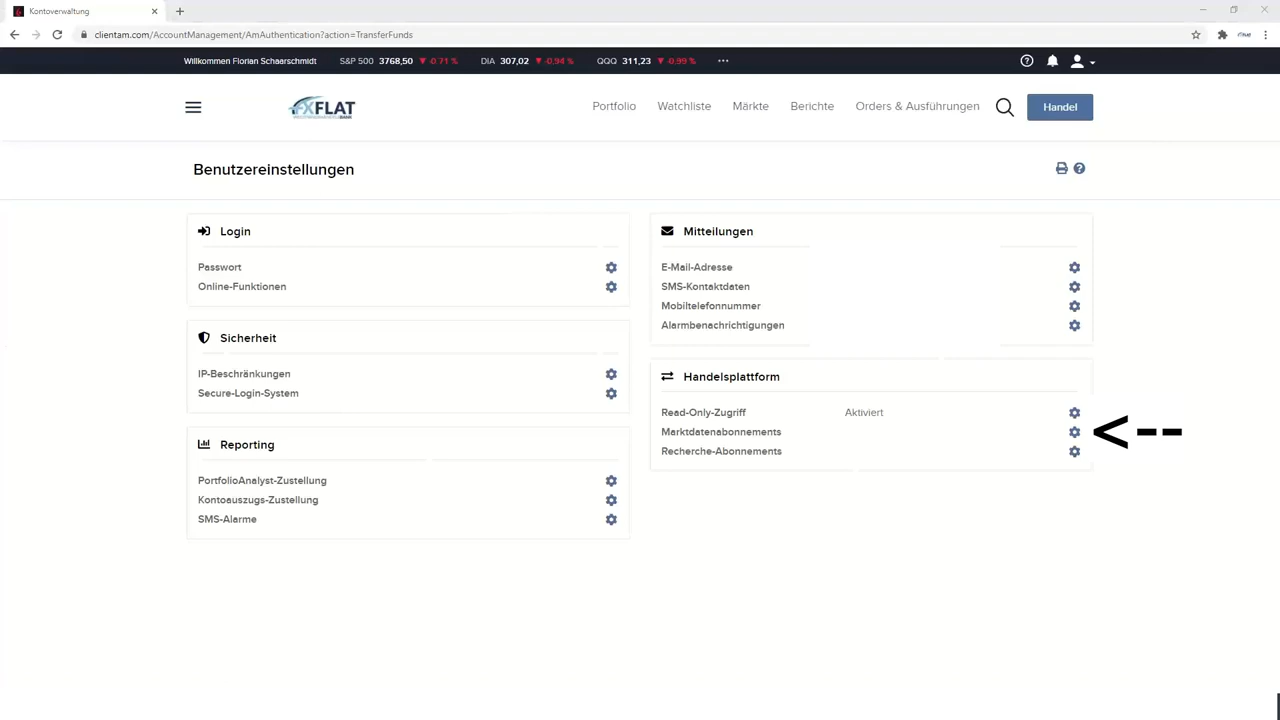 Kontoverwaltung
clientam.com/AccountManagement/AmAuthentication?action=TransferFunds
Willkommen Florian Schaarschmidt S&P 500 3768,50 ▼ -0.71 % DIA 307,02 ▼ -0,94 % QQQ 311,23 ▼ -0.99 % •••
FXFLAT Portfolio Watchliste Märkte Berichte Orders & Ausführungen Handel
Benutzereinstellungen
Login
Passwort
Online-Funktionen
Sicherheit
IP-Beschränkungen
Secure-Login-System
Reporting
PortfolioAnalyst-Zustellung
Kontoauszugs-Zustellung
SMS-Alarme
Mitteilungen
E-Mail-Adresse
SMS-Kontaktdaten
Mobiltelefonnummer
Alarmbenachrichtigungen
Handelsplattform
Read-Only-Zugriff Aktiviert
Marktdatenabonnements <--
Recherche-Abonnements